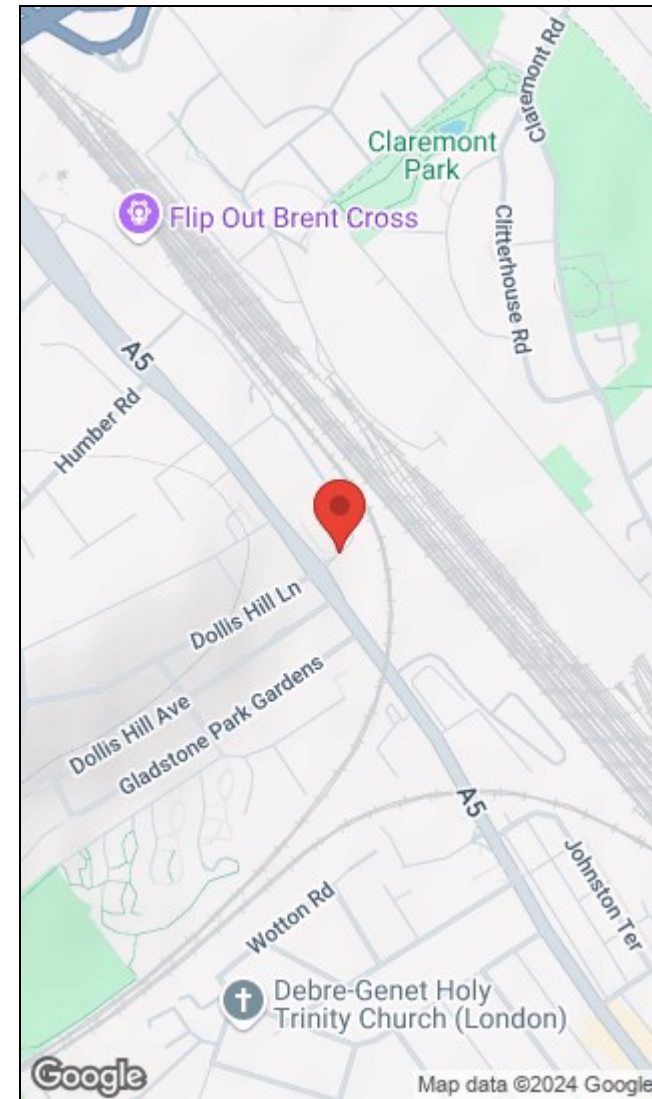 Claremont Rd
Claremont
Park
Flip Out Brent Cross
Clitterhouse Rd
A5
Humber Rd
Dollis Hill Ln
Dollis Hill Ave
Gladstone Park Gardens
A5
Johnston Ter
Wotton Rd
Debre-Genet Holy
Trinity Church (London)
Google
Map data ©2024 Google